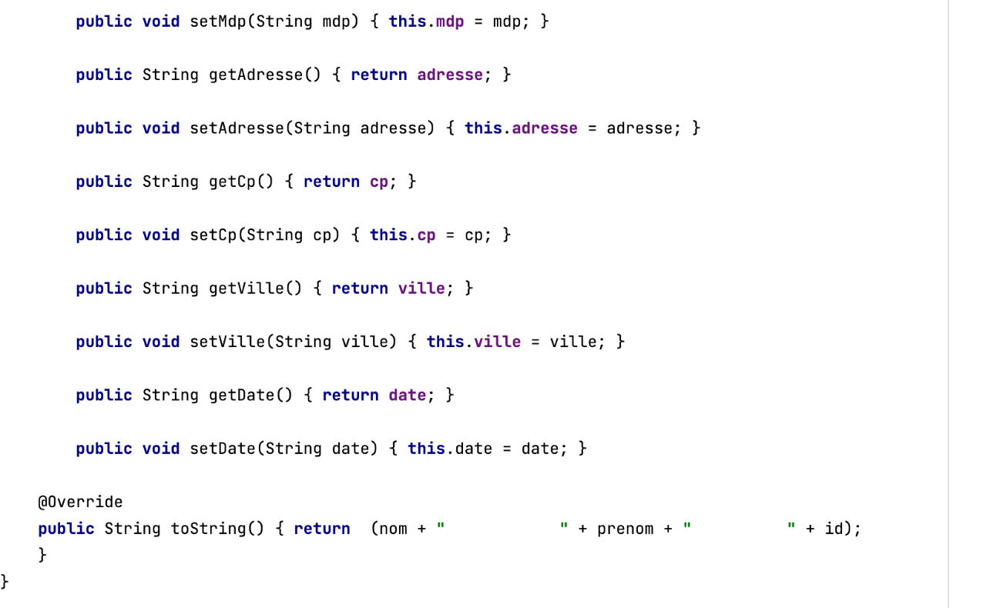 public void setMdp(String mdp) { this.mdp = mdp; }
public String getAdresse() { return adresse; }
public void setAdresse(String adresse) { this.adresse = adresse; }
public String getCp() { return cp; }
public void setCp(String cp) { this.cp = cp; }
public String getVille() { return ville; }
public void setVille(String ville) { this.ville = ville; }
public String getDate() { return date; }
public void setDate(String date) { this.date = date; }
@Override
public String toString() { return  (nom + "            " + prenom + "          " + id);
}
}